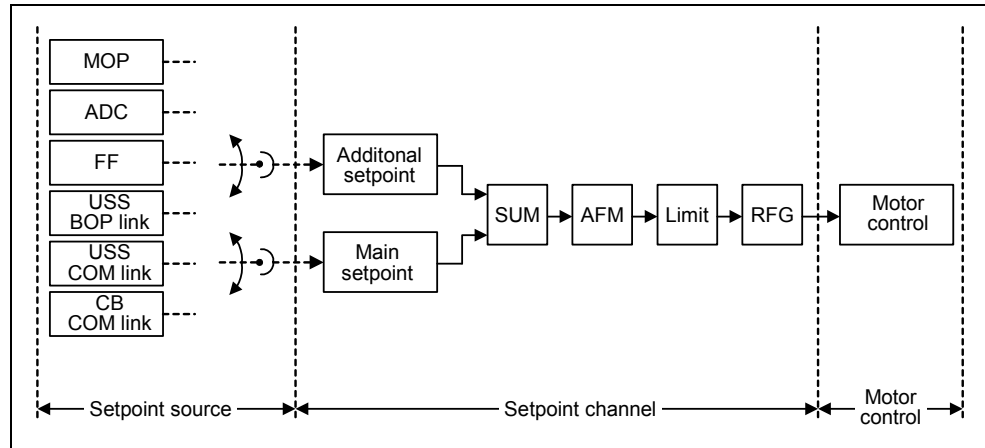 MOP
ADC
FF
USS
BOP link
USS
COM link
CB
COM link
Additonal
setpoint
Main
setpoint
SUM
AFM
Limit
RFG
Motor
control
Setpoint source
Setpoint channel
Motor
control